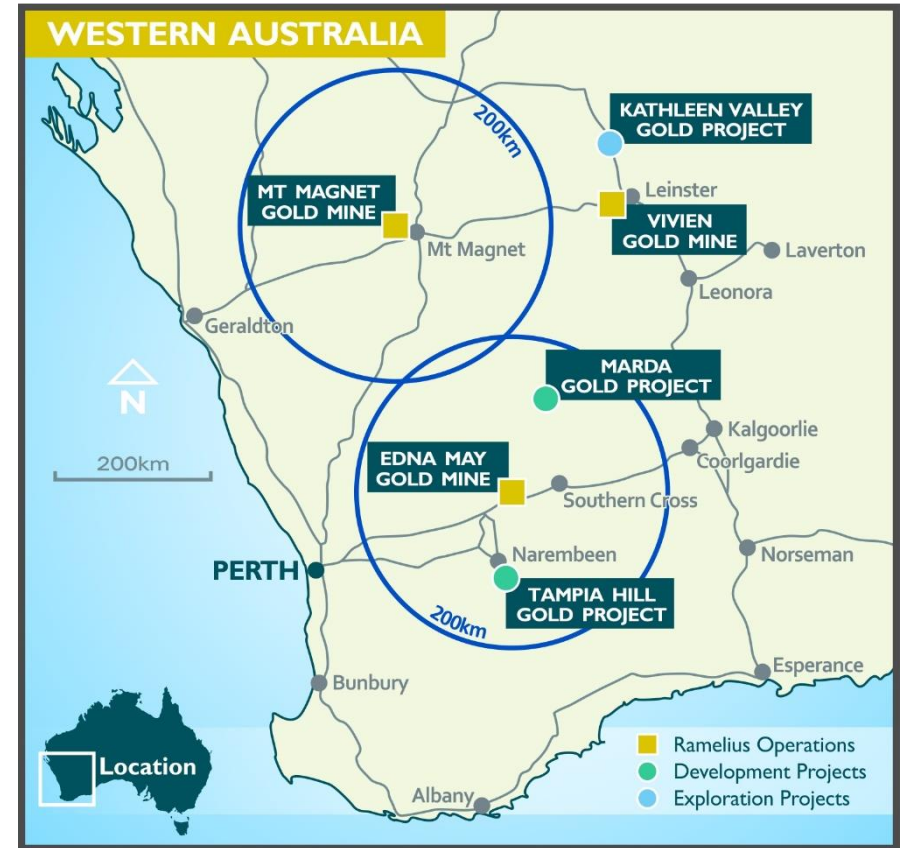 WESTERN AUSTRALIA
200km
KATHLEEN VALLEY
GOLD PROJECT
MT MAGNET
GOLD MINE
Leinster
VIVIEN
GOLD MINE
Mt Magnet
Laverton
Leonora
Geraldton
MARDA
GOLD PROJECT
N
200km
Kalgoorlie
Coorlgardie
EDNA MAY
GOLD MINE
Southern Cross
Narembeen
Norseman
PERTH
TAMPIA HILL
GOLD PROJECT
200km
Esperance
Bunbury
Location
Ramelius Operations
Development Projects
Exploration Projects
Albany